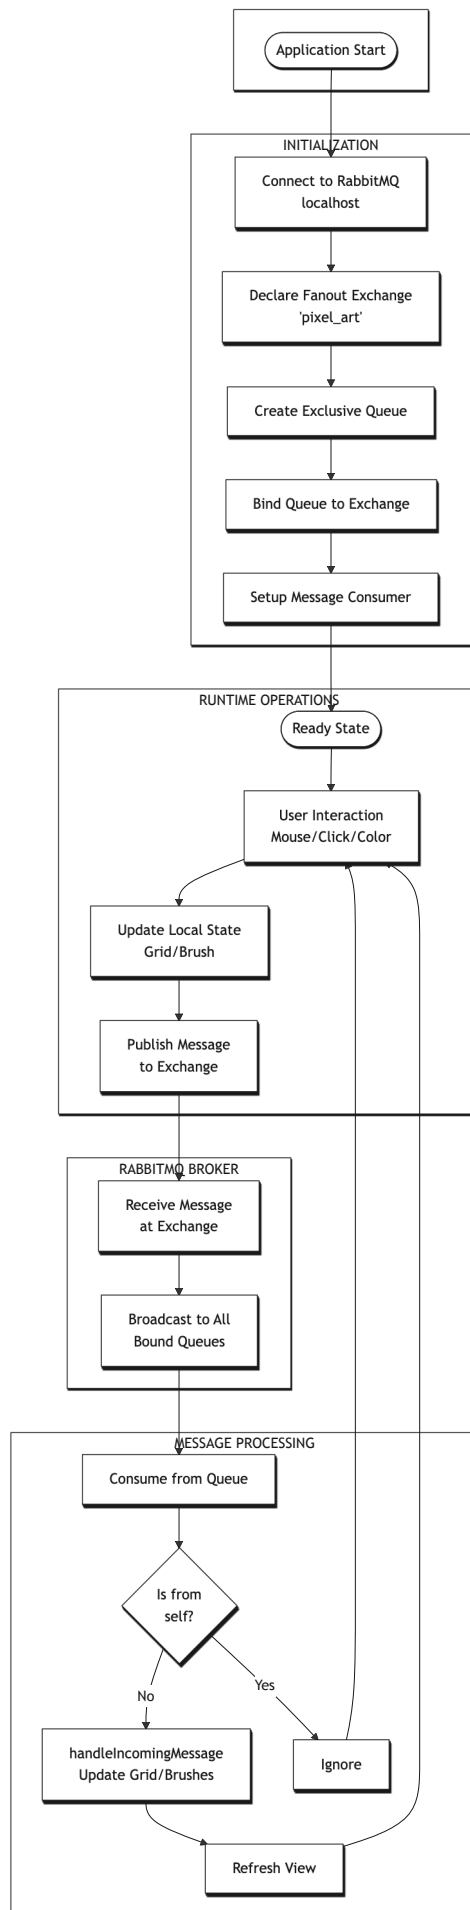 Application Start
INITIALIZATION
Connect to RabbitMQ
localhost
Declare Fanout Exchange
'pixel_art'
Create Exclusive Queue
Bind Queue to Exchange
Setup Message Consumer
RUNTIME OPERATIONS
Ready State
User Interaction
Mouse/Click/Color
Update Local State
Grid/Brush
Publish Message
to Exchange
RABBITMQ BROKER
Receive Message
at Exchange
Broadcast to All
Bound Queues
MESSAGE PROCESSING
Consume from Queue
Is from
self?
Yes
No
handleIncomingMessage
Update Grid/Brushes
Ignore
Refresh View